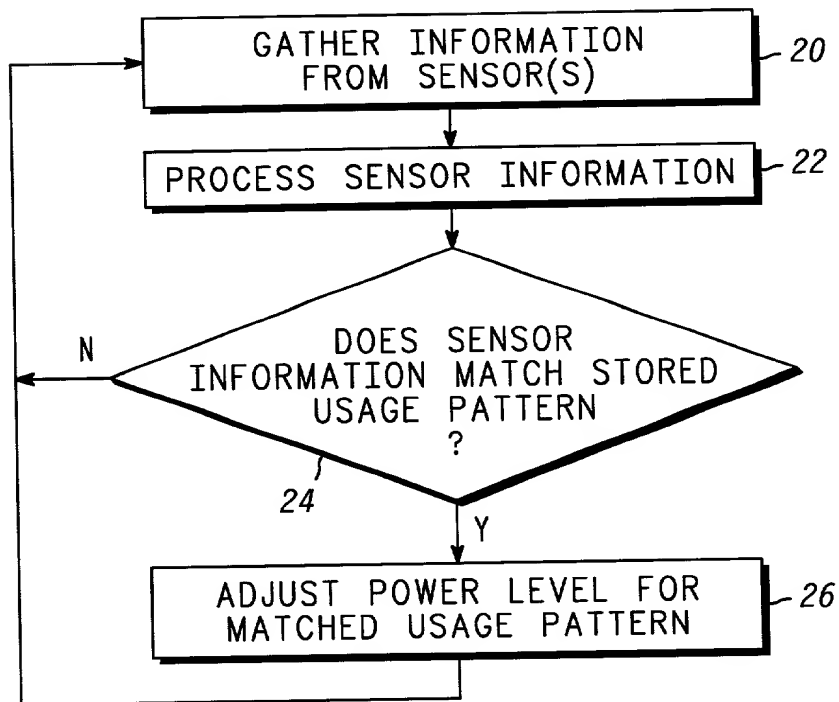 GATHER INFORMATION
FROM SENSOR(S)
20
PROCESS SENSOR INFORMATION
22
DOES SENSOR
INFORMATION MATCH STORED
USAGE PATTERN
?
N
24
Y
ADJUST POWER LEVEL FOR
MATCHED USAGE PATTERN
26